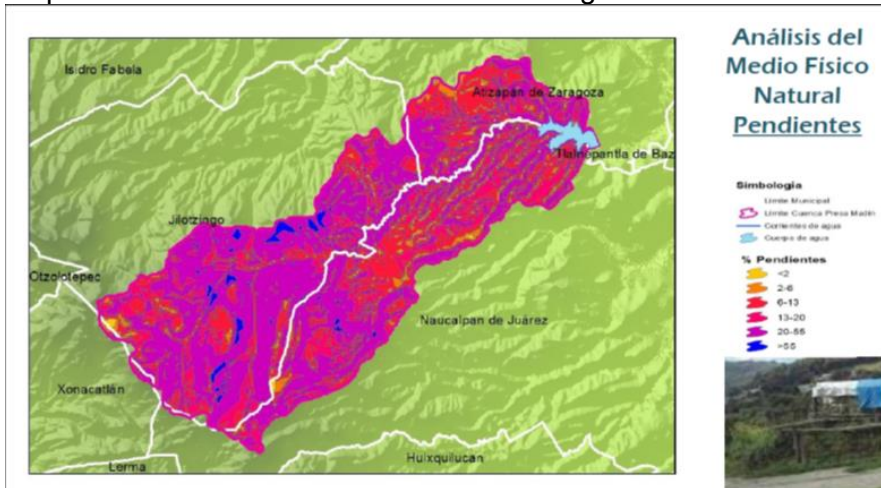 Análisis del
Medio Físico
Natural
Pendientes
Isidro Fabela
Atizapán de Zaragoza
Tlalnepantla de Baz
Jilotzingo
Otzolotepec
Naucalpan de Juárez
Xonacatlán
Lerma
Huixquilucan
Simbología
Límite Municipal
Límite Cuenca Presa Madín
Corrientes de agua
Cuerpo de agua
% Pendientes
<2
2-6
6-13
13-20
20-55
>55